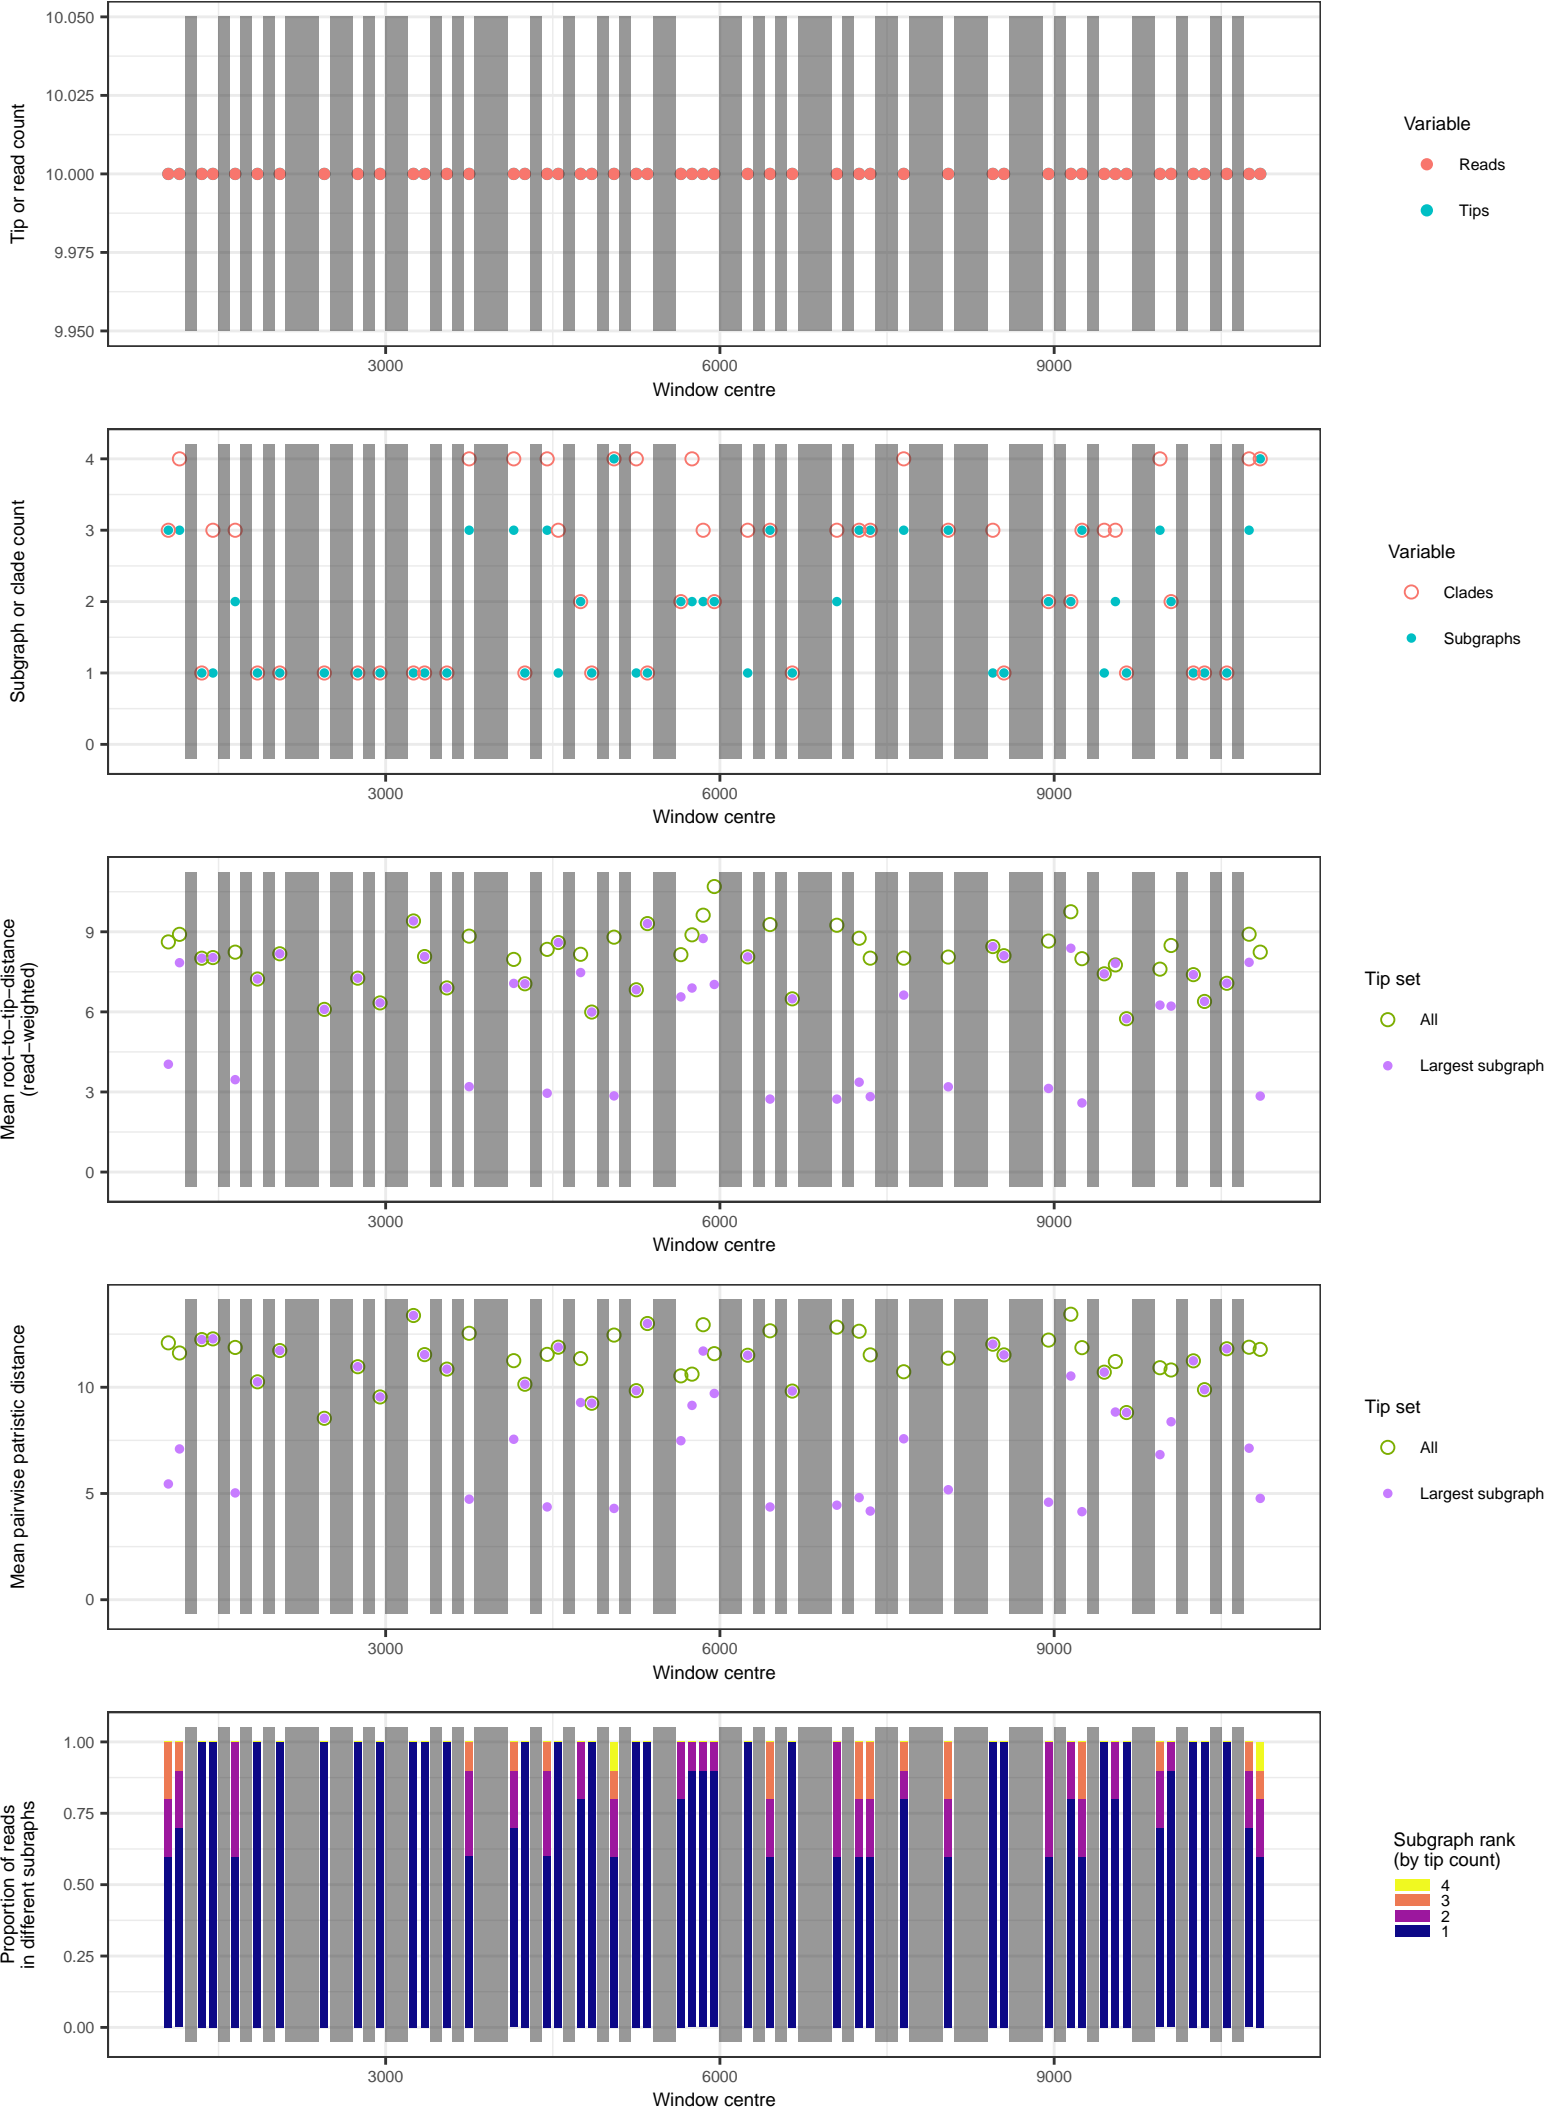 10.050
10.025
10.000
9.975
9.950
Tip or read count
3000 6000 9000
Window centre
Variable
Reads
Tips
4
3
2
1
0
Subgraph or clade count
3000 6000 9000
Window centre
Variable
Clades
Subgraphs
9
6
3
0
Mean root−to−tip−distance
(read−weighted)
3000 6000 9000
Window centre
Tip set
All
Largest subgraph
10
5
0
Mean pairwise patristic distance
3000 6000 9000
Window centre
Tip set
All
Largest subgraph
1.00
0.75
0.50
0.25
0.00
Proportion of reads
in different subraphs
3000 6000 9000
Window centre
Subgraph rank
(by tip count)
4
3
2
1